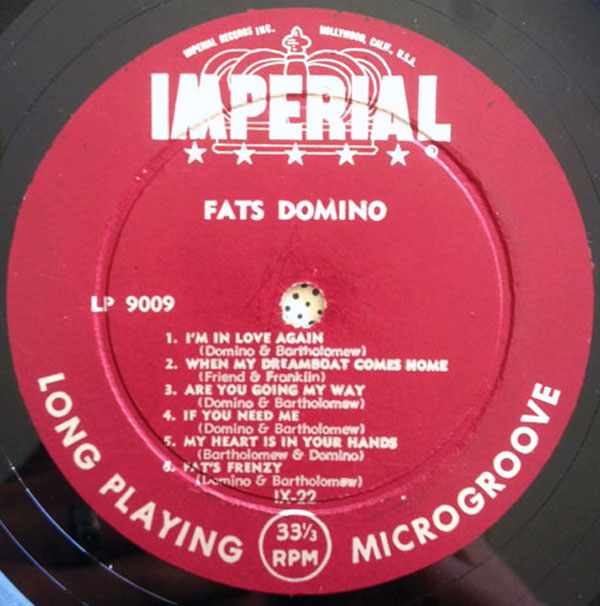 IMPERIAL RECORDS INC. HOLLYWOOD, CALIF., U.S.A.
IMPERIAL
®
FATS DOMINO
LP 9009
1. I'M IN LOVE AGAIN
(Domino & Bartholomew)
2. WHEN MY DREAMBOAT COMES HOME
(Friend & Franklin)
3. ARE YOU GOING MY WAY
(Domino & Bartholomew)
4. IF YOU NEED ME
(Domino & Bartholomew)
5. MY HEART IS IN YOUR HANDS
(Bartholomew & Domino)
6. FAT'S FRENZY
(Domino & Bartholomew)
IX-22
LONG PLAYING
33⅓
RPM
MICROGROOVE